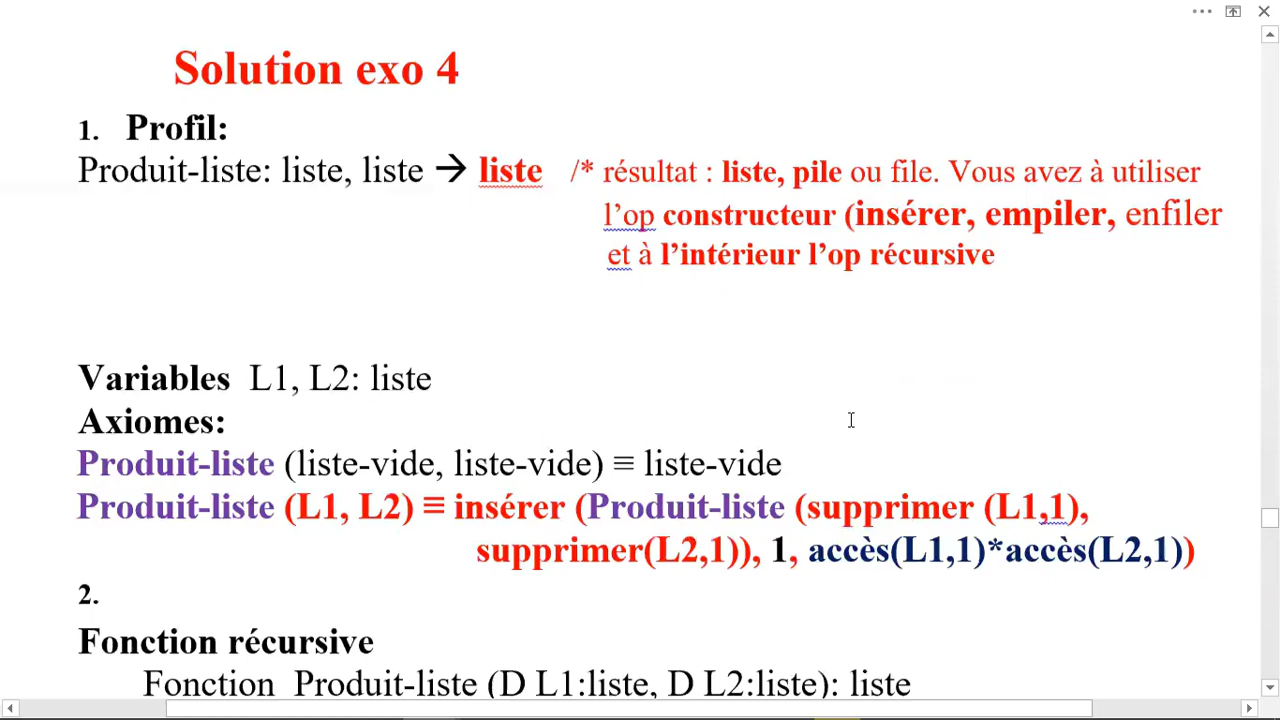 Solution exo 4
1. Profil:
Produit-liste: liste, liste → liste /* résultat : liste, pile ou file. Vous avez à utiliser
l’op constructeur (insérer, empiler, enfiler
et à l’intérieur l’op récursive
Variables L1, L2: liste
Axiomes:
Produit-liste (liste-vide, liste-vide) ≡ liste-vide
Produit-liste (L1, L2) ≡ insérer (Produit-liste (supprimer (L1,1),
supprimer(L2,1)), 1, accès(L1,1)*accès(L2,1))
2.
Fonction récursive
Fonction Produit-liste (D L1:liste, D L2:liste): liste